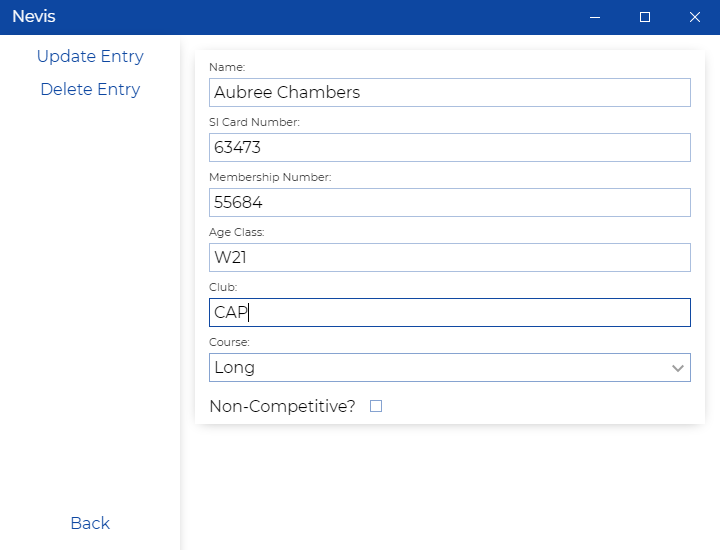 Nevis
Update Entry
Delete Entry
Back
Name:
Aubree Chambers
SI Card Number:
63473
Membership Number:
55684
Age Class:
W21
Club:
CAP
Course:
Long
Non-Competitive?